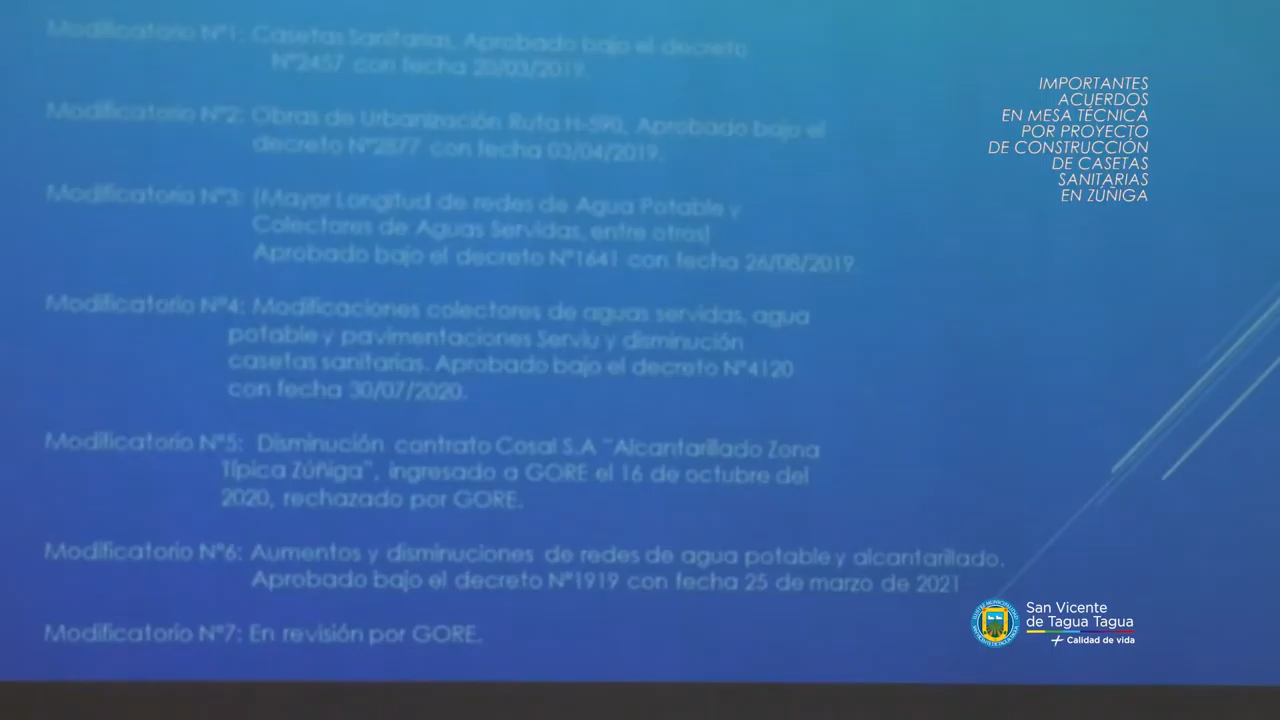 Modificatorio N°1: Casetas Sanitarias, Aprobado bajo el decreto
N°2457 con fecha 20/03/2019.
Modificatorio N°2: Obras de Urbanización Ruta H-590, Aprobado bajo el
decreto N°2877 con fecha 03/04/2019.
Modificatorio N°3: (Mayor Longitud de redes de Agua Potable y
Colectores de Aguas Servidas, entre otros)
Aprobado bajo el decreto N°1641 con fecha 26/08/2019
Modificatorio N°4: Modificaciones colectores de aguas servidas, agua
potable y pavimentaciones Serviu y disminución
casetas sanitarias. Aprobado bajo el decreto N°4120
con fecha 30/07/2020.
Modificatorio N°5: Disminución contrato Cosal S.A "Alcantarillado Zona
Típica Zúñiga", ingresado a GORE el 16 de octubre del
2020, rechazado por GORE.
Modificatorio N°6: Aumentos y disminuciones de redes de agua potable y alcantarillado.
Aprobado bajo el decreto N°1919 con fecha 25 de marzo de 2021
Modificatorio N°7: En revisión por GORE.
IMPORTANTES
ACUERDOS
EN MESA TÉCNICA
POR PROYECTO
DE CONSTRUCCIÓN
DE CASETAS
SANITARIAS
EN ZÚÑIGA
San Vicente
de Tagua Tagua
+ Calidad de vida